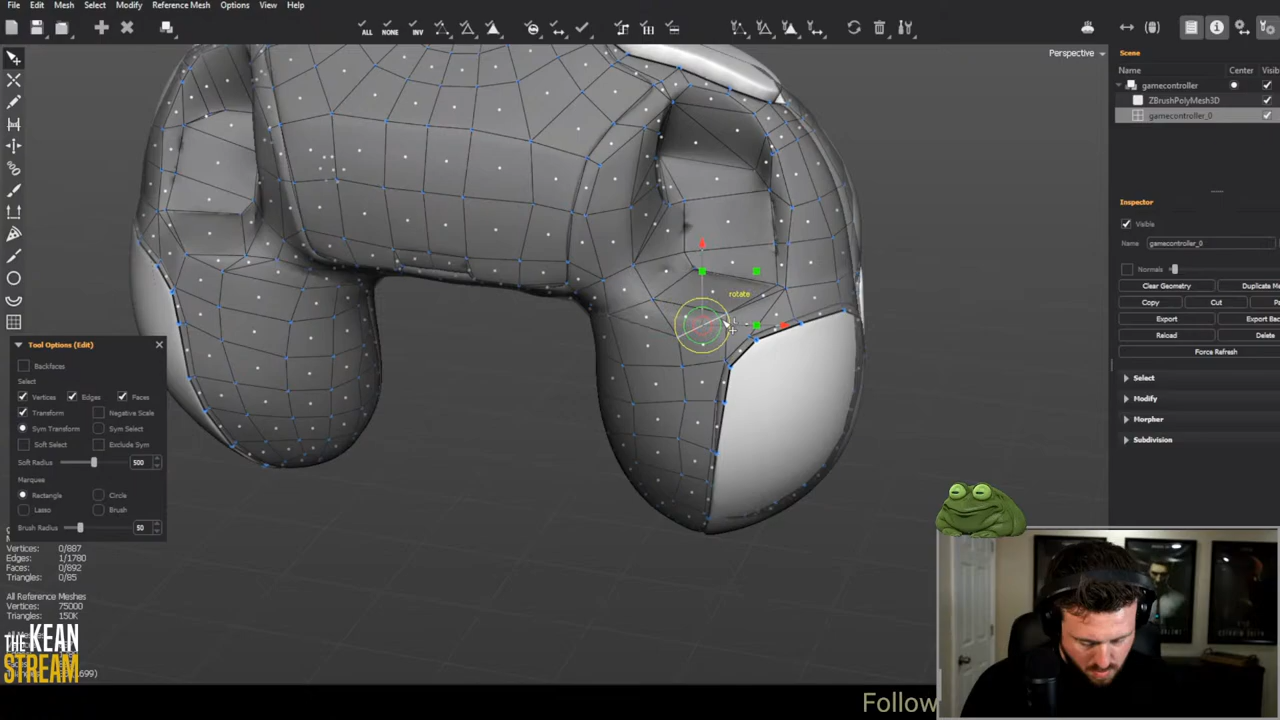 File Edit Mesh Select Modify Reference Mesh Options View Help
ALL NONE INV
Perspective
Scene
Name Center Visib
gamecontroller
ZBrushPolyMesh3D
gamecontroller_0
Inspector
Visible
Name gamecontroller_0
Normals
Clear Geometry Duplicate Me
Copy Cut
Export Import
Reload Delete
Force Refresh
Select
Modify
Morpher
Subdivision
rotate
Tool Options (Edit)
Backfaces
Select
Vertices Edges Faces
Transform Negative Scale
Sym Transform Sym Select
Soft Select Exclude Sym
Soft Radius 500
Marquee
Rectangle Circle
Lasso Brush
Brush Radius 50
Vertices: 0/887
Edges: 1/1780
Faces: 0/892
Triangles: 0/85
All Reference Meshes
Vertices: 75000
Triangles: 150K
THE KEAN
STREAM
Follow